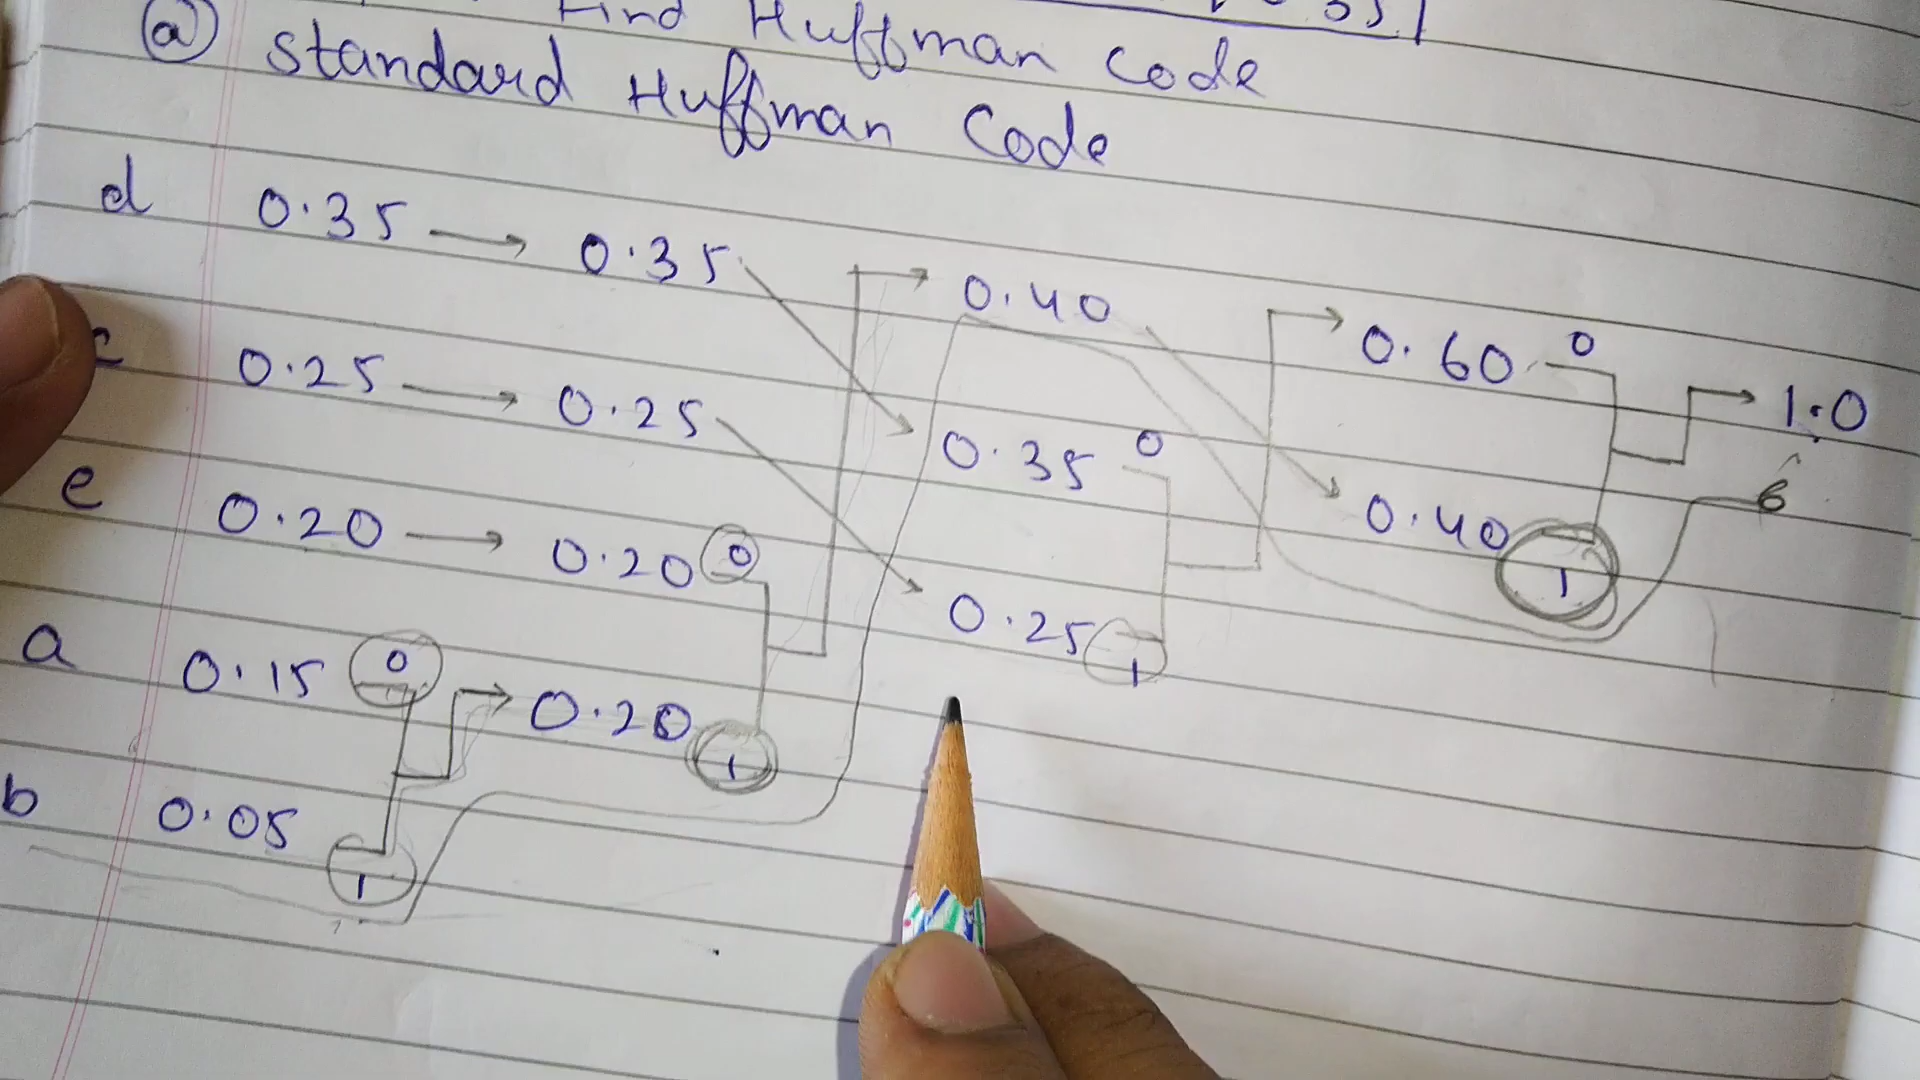 Find Huffman Code
(a) Standard Huffman Code
d 0.35 → 0.35 0.40 0.60 0 1.0
c 0.25 → 0.25 0.35 0 0.40 1
e 0.20 → 0.20 0 0.25 1
a 0.15 0 0.20 1
b 0.05 1